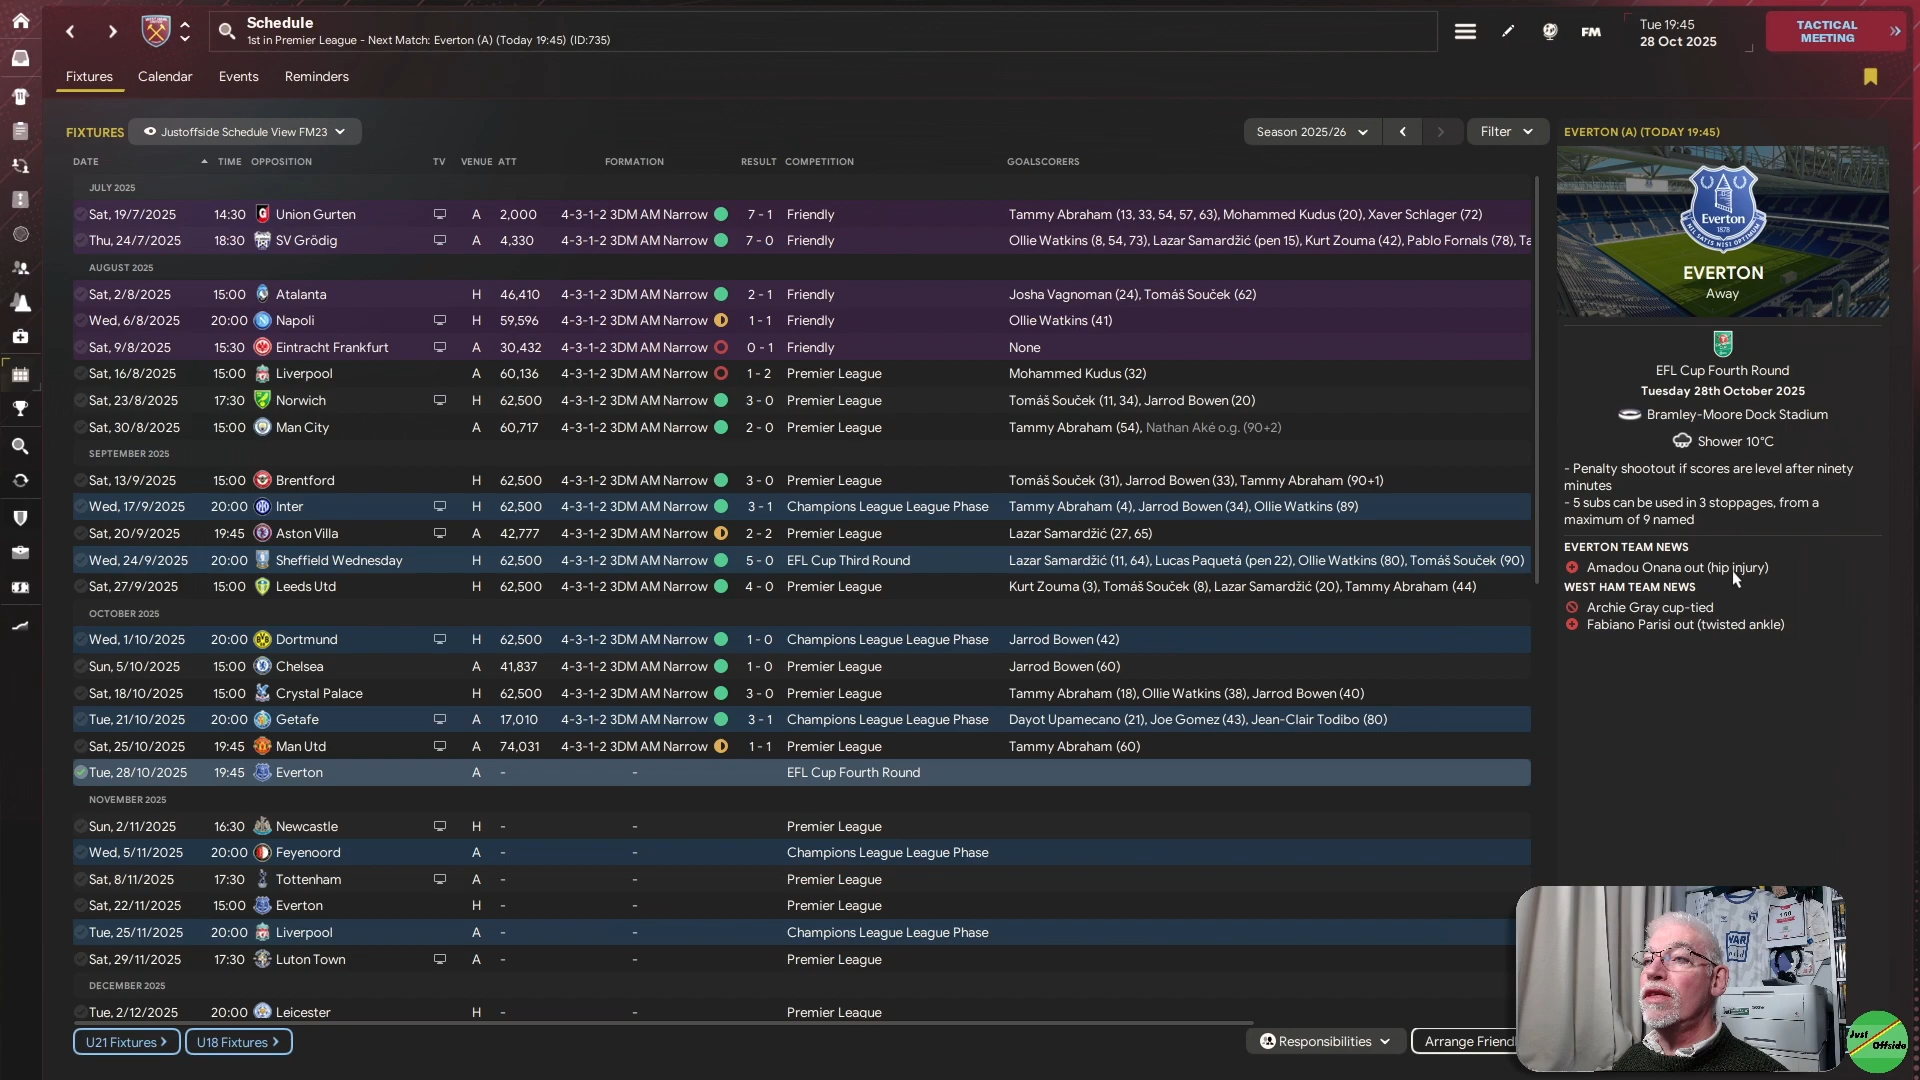 Schedule
1st in Premier League - Next Match: Everton (A) (Today 19:45) (ID:735)
FM
Tue 19:45
28 Oct 2025
TACTICAL MEETING
Fixtures Calendar Events Reminders
FIXTURES Justoffside Schedule View FM23 Season 2025/26 Filter
DATE TIME OPPOSITION TV VENUE ATT FORMATION RESULT COMPETITION GOALSCORERS
JULY 2025
Sat, 19/7/2025 14:30 Union Gurten A 2,000 4-3-1-2 3DM AM Narrow 7 - 1 Friendly Tammy Abraham (13, 33, 54, 57, 63), Mohammed Kudus (20), Xaver Schlager (72)
Thu, 24/7/2025 18:30 SV Grödig A 4,330 4-3-1-2 3DM AM Narrow 7 - 0 Friendly Ollie Watkins (8, 54, 73), Lazar Samardžić (pen 15), Kurt Zouma (42), Pablo Fornals (78), Ta
AUGUST 2025
Sat, 2/8/2025 15:00 Atalanta H 46,410 4-3-1-2 3DM AM Narrow 2 - 1 Friendly Josha Vagnoman (24), Tomáš Souček (62)
Wed, 6/8/2025 20:00 Napoli H 59,596 4-3-1-2 3DM AM Narrow 1 - 1 Friendly Ollie Watkins (41)
Sat, 9/8/2025 15:30 Eintracht Frankfurt A 30,432 4-3-1-2 3DM AM Narrow 0 - 1 Friendly None
Sat, 16/8/2025 15:00 Liverpool A 60,136 4-3-1-2 3DM AM Narrow 1 - 2 Premier League Mohammed Kudus (32)
Sat, 23/8/2025 17:30 Norwich H 62,500 4-3-1-2 3DM AM Narrow 3 - 0 Premier League Tomáš Souček (11, 34), Jarrod Bowen (20)
Sat, 30/8/2025 15:00 Man City A 60,717 4-3-1-2 3DM AM Narrow 2 - 0 Premier League Tammy Abraham (54), Nathan Aké o.g. (90+2)
SEPTEMBER 2025
Sat, 13/9/2025 15:00 Brentford H 62,500 4-3-1-2 3DM AM Narrow 3 - 0 Premier League Tomáš Souček (31), Jarrod Bowen (33), Tammy Abraham (90+1)
Wed, 17/9/2025 20:00 Inter H 62,500 4-3-1-2 3DM AM Narrow 3 - 1 Champions League League Phase Tammy Abraham (4), Jarrod Bowen (34), Ollie Watkins (89)
Sat, 20/9/2025 19:45 Aston Villa A 42,777 4-3-1-2 3DM AM Narrow 2 - 2 Premier League Lazar Samardžić (27, 65)
Wed, 24/9/2025 20:00 Sheffield Wednesday H 62,500 4-3-1-2 3DM AM Narrow 5 - 0 EFL Cup Third Round Lazar Samardžić (11, 64), Lucas Paquetá (pen 22), Ollie Watkins (80), Tomáš Souček (90)
Sat, 27/9/2025 15:00 Leeds Utd H 62,500 4-3-1-2 3DM AM Narrow 4 - 0 Premier League Kurt Zouma (3), Tomáš Souček (8), Lazar Samardžić (20), Tammy Abraham (44)
OCTOBER 2025
Wed, 1/10/2025 20:00 Dortmund H 62,500 4-3-1-2 3DM AM Narrow 1 - 0 Champions League League Phase Jarrod Bowen (42)
Sun, 5/10/2025 15:00 Chelsea A 41,837 4-3-1-2 3DM AM Narrow 1 - 0 Premier League Jarrod Bowen (60)
Sat, 18/10/2025 15:00 Crystal Palace H 62,500 4-3-1-2 3DM AM Narrow 3 - 0 Premier League Tammy Abraham (18), Ollie Watkins (38), Jarrod Bowen (40)
Tue, 21/10/2025 20:00 Getafe A 17,010 4-3-1-2 3DM AM Narrow 3 - 1 Champions League League Phase Dayot Upamecano (21), Joe Gomez (43), Jean-Clair Todibo (80)
Sat, 25/10/2025 19:45 Man Utd A 74,031 4-3-1-2 3DM AM Narrow 1 - 1 Premier League Tammy Abraham (60)
Tue, 28/10/2025 19:45 Everton A - - EFL Cup Fourth Round
NOVEMBER 2025
Sun, 2/11/2025 16:30 Newcastle H - - Premier League
Wed, 5/11/2025 20:00 Feyenoord A - - Champions League League Phase
Sat, 8/11/2025 17:30 Tottenham A - - Premier League
Sat, 22/11/2025 15:00 Everton H - - Premier League
Tue, 25/11/2025 20:00 Liverpool A - - Champions League League Phase
Sat, 29/11/2025 17:30 Luton Town A - - Premier League
DECEMBER 2025
Tue, 2/12/2025 20:00 Leicester H - - Premier League
U21 Fixtures U18 Fixtures Responsibilities Arrange Friend
EVERTON (A) (TODAY 19:45)
Everton
1878
EVERTON
Away
EFL Cup Fourth Round
Tuesday 28th October 2025
Bramley-Moore Dock Stadium
Shower 10°C
- Penalty shootout if scores are level after ninety
minutes
- 5 subs can be used in 3 stoppages, from a
maximum of 9 named
EVERTON TEAM NEWS
Amadou Onana out (hip injury)
WEST HAM TEAM NEWS
Archie Gray cup-tied
Fabiano Parisi out (twisted ankle)
VAR
Just
Offside